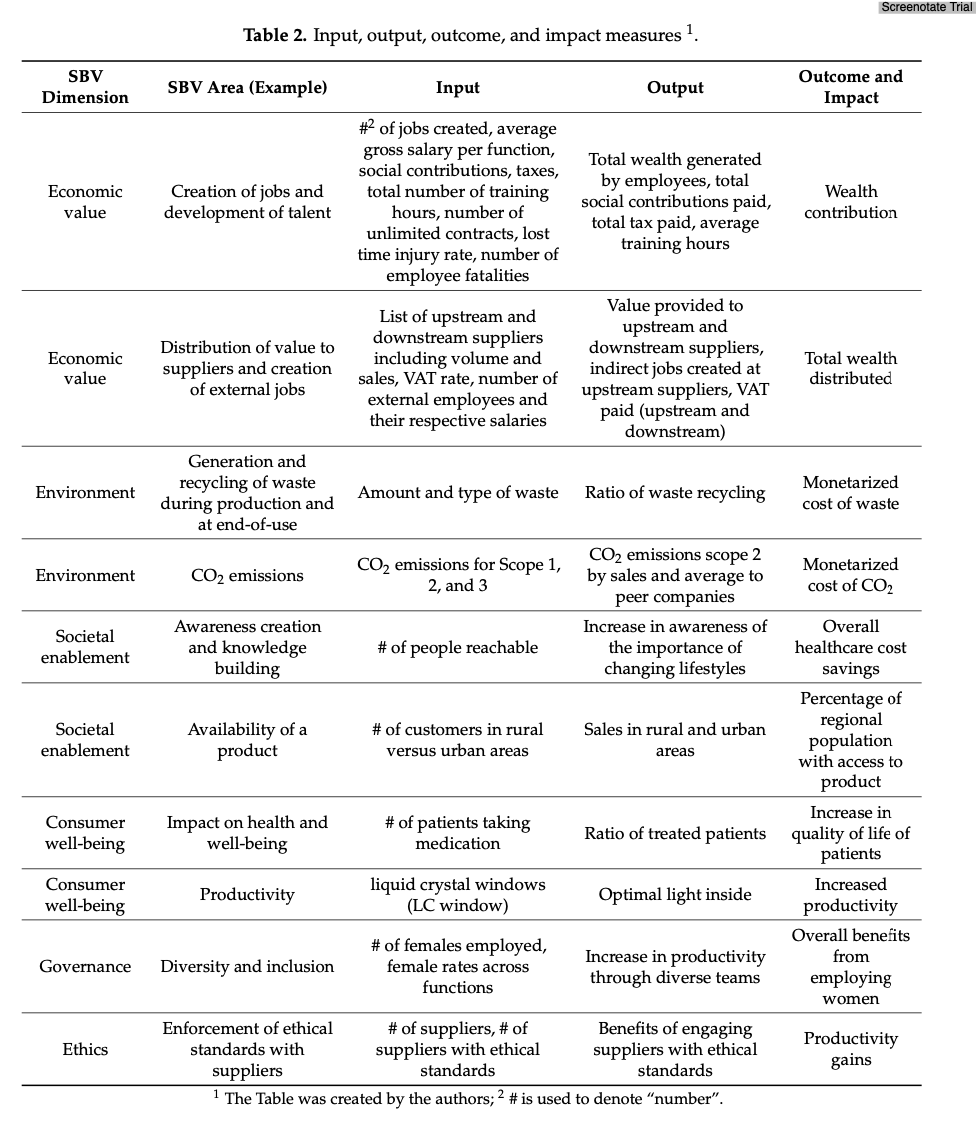 Screenotate Trial
Table 2. Input, output, outcome, and impact measures 1.
SBV Dimension | SBV Area (Example) | Input | Output | Outcome and Impact
Economic value | Creation of jobs and development of talent | #2 of jobs created, average gross salary per function, social contributions, taxes, total number of training hours, number of unlimited contracts, lost time injury rate, number of employee fatalities | Total wealth generated by employees, total social contributions paid, total tax paid, average training hours | Wealth contribution
Economic value | Distribution of value to suppliers and creation of external jobs | List of upstream and downstream suppliers including volume and sales, VAT rate, number of external employees and their respective salaries | Value provided to upstream and downstream suppliers, indirect jobs created at upstream suppliers, VAT paid (upstream and downstream) | Total wealth distributed
Environment | Generation and recycling of waste during production and at end-of-use | Amount and type of waste | Ratio of waste recycling | Monetarized cost of waste
Environment | CO2 emissions | CO2 emissions for Scope 1, 2, and 3 | CO2 emissions scope 2 by sales and average to peer companies | Monetarized cost of CO2
Societal enablement | Awareness creation and knowledge building | # of people reachable | Increase in awareness of the importance of changing lifestyles | Overall healthcare cost savings
Societal enablement | Availability of a product | # of customers in rural versus urban areas | Sales in rural and urban areas | Percentage of regional population with access to product
Consumer well-being | Impact on health and well-being | # of patients taking medication | Ratio of treated patients | Increase in quality of life of patients
Consumer well-being | Productivity | liquid crystal windows (LC window) | Optimal light inside | Increased productivity
Governance | Diversity and inclusion | # of females employed, female rates across functions | Increase in productivity through diverse teams | Overall benefits from employing women
Ethics | Enforcement of ethical standards with suppliers | # of suppliers, # of suppliers with ethical standards | Benefits of engaging suppliers with ethical standards | Productivity gains
1 The Table was created by the authors; 2 # is used to denote “number”.